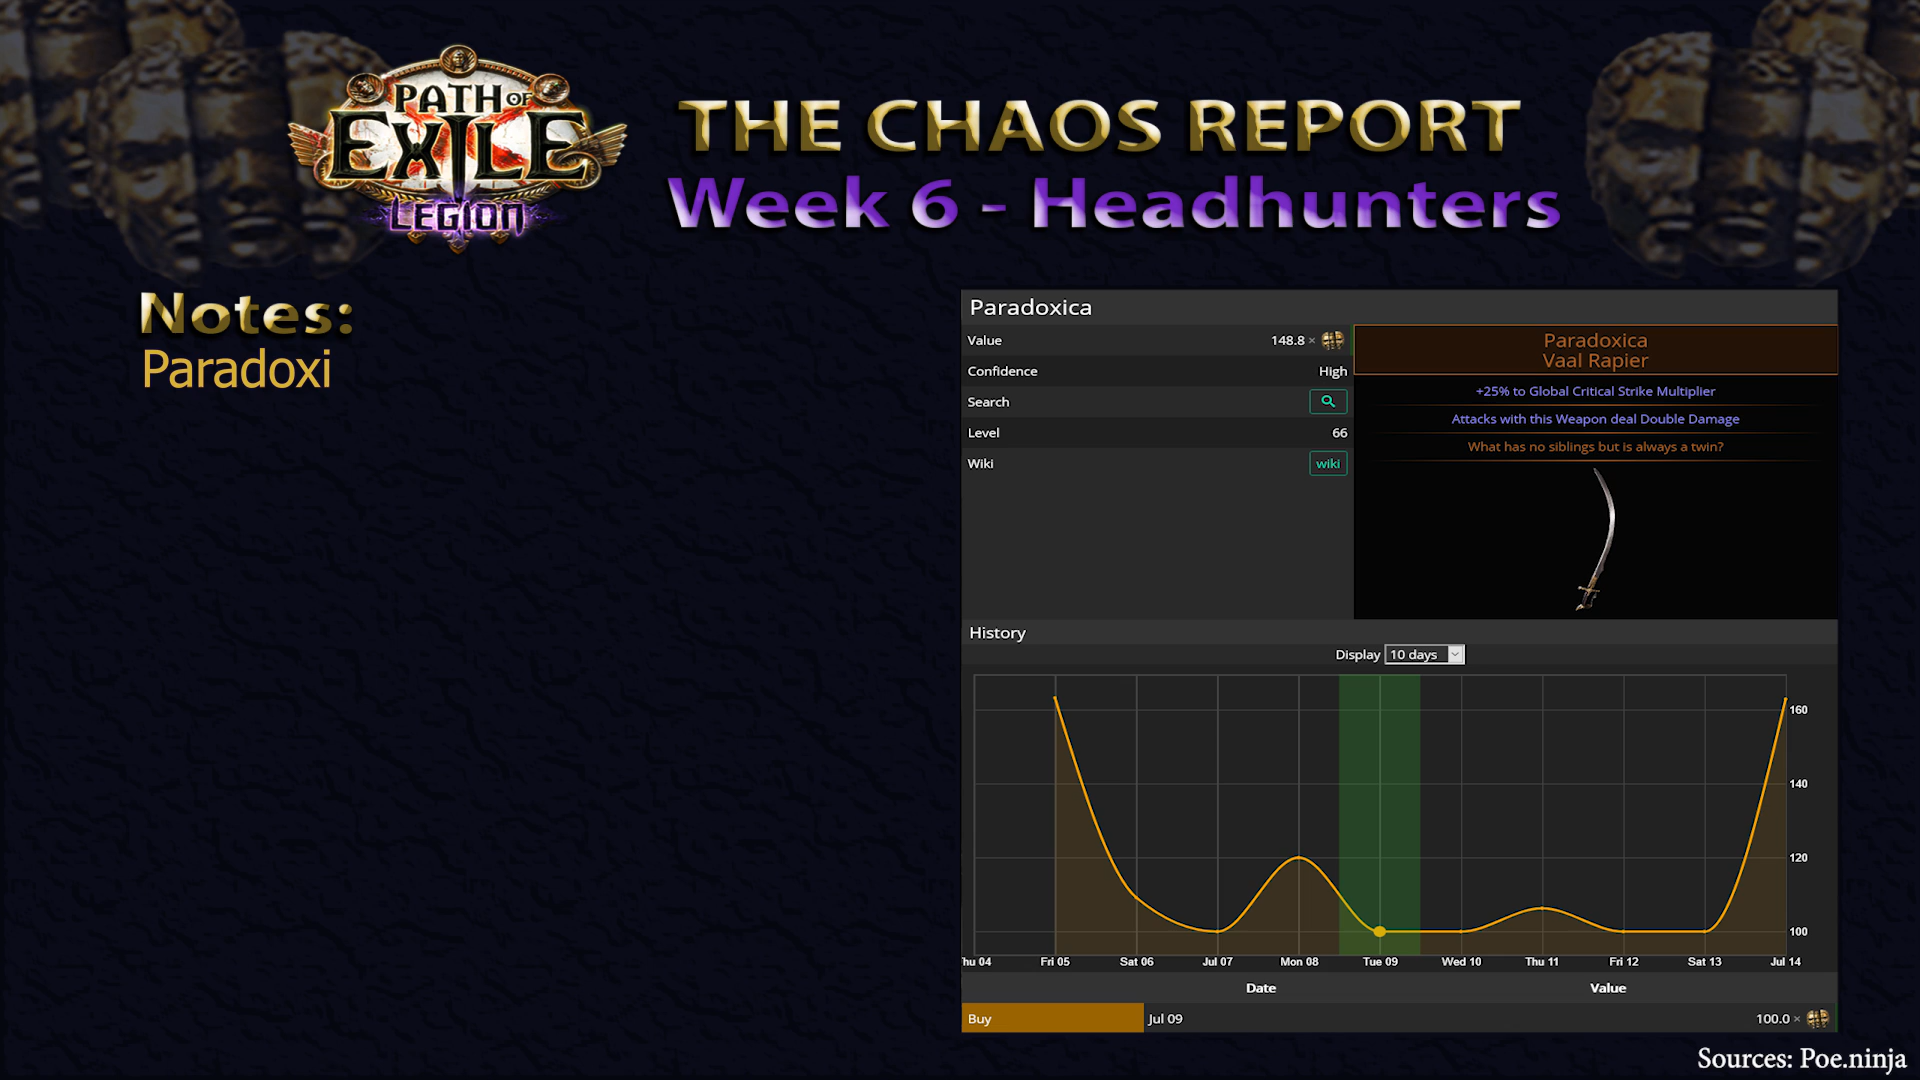 PATH OF
EXILE
LEGION
THE CHAOS REPORT
Week 6 - Headhunters
Notes:
Paradoxi
Paradoxica
Value 148.8 ×
Confidence High
Search
Level 66
Wiki wiki
Paradoxica
Vaal Rapier
+25% to Global Critical Strike Multiplier
Attacks with this Weapon deal Double Damage
What has no siblings but is always a twin?
History
Display 10 days
160
140
120
100
hu 04 Fri 05 Sat 06 Jul 07 Mon 08 Tue 09 Wed 10 Thu 11 Fri 12 Sat 13 Jul 14
Date Value
Buy Jul 09 100.0 ×
Sources: Poe.ninja